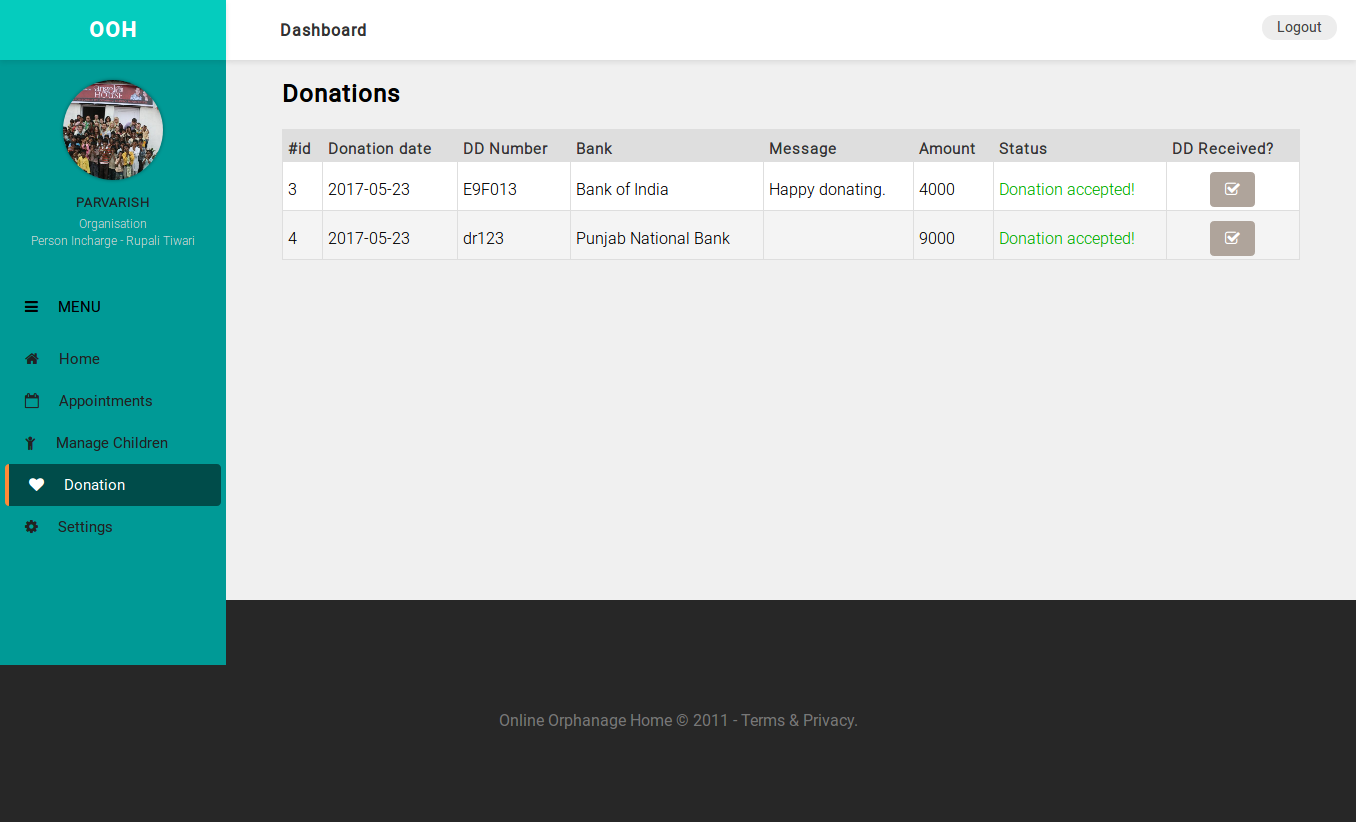 OOH
Dashboard
Logout
HOUSE
PARVARISH
Organisation
Person Incharge - Rupali Tiwari
MENU
Home
Appointments
Manage Children
Donation
Settings
Donations
#id Donation date DD Number Bank Message Amount Status DD Received?
3 2017-05-23 E9F013 Bank of India Happy donating. 4000 Donation accepted!
4 2017-05-23 dr123 Punjab National Bank 9000 Donation accepted!
Online Orphanage Home © 2011 - Terms & Privacy.